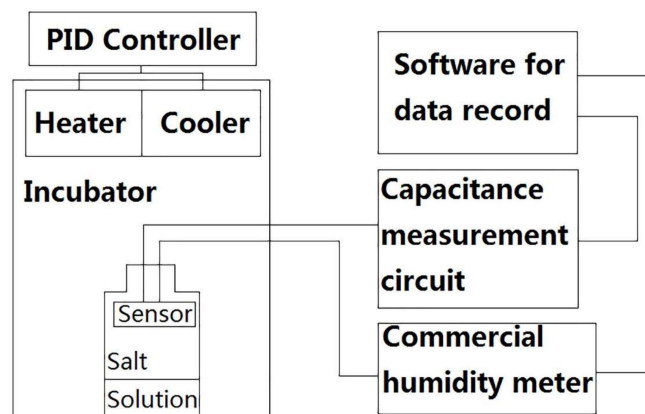 PID Controller
Heater
Cooler
Incubator
Sensor
Salt
Solution
Software for
data record
Capacitance
measurement
circuit
Commercial
humidity meter